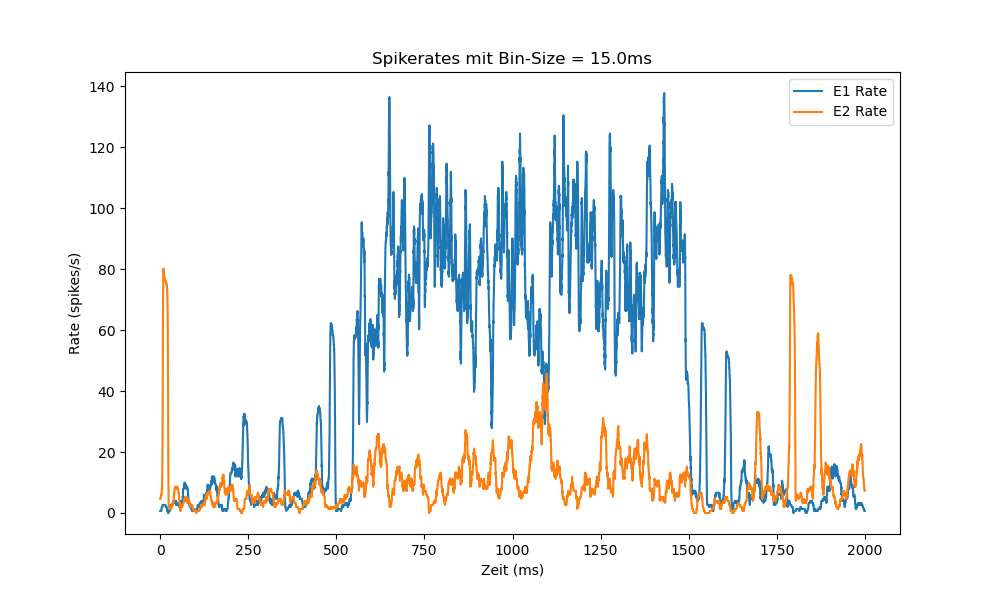 Spikerates mit Bin-Size = 15.0ms
E1 Rate
E2 Rate
140
120
100
80
60
40
20
0
Rate (spikes/s)
0 250 500 750 1000 1250 1500 1750 2000
Zeit (ms)